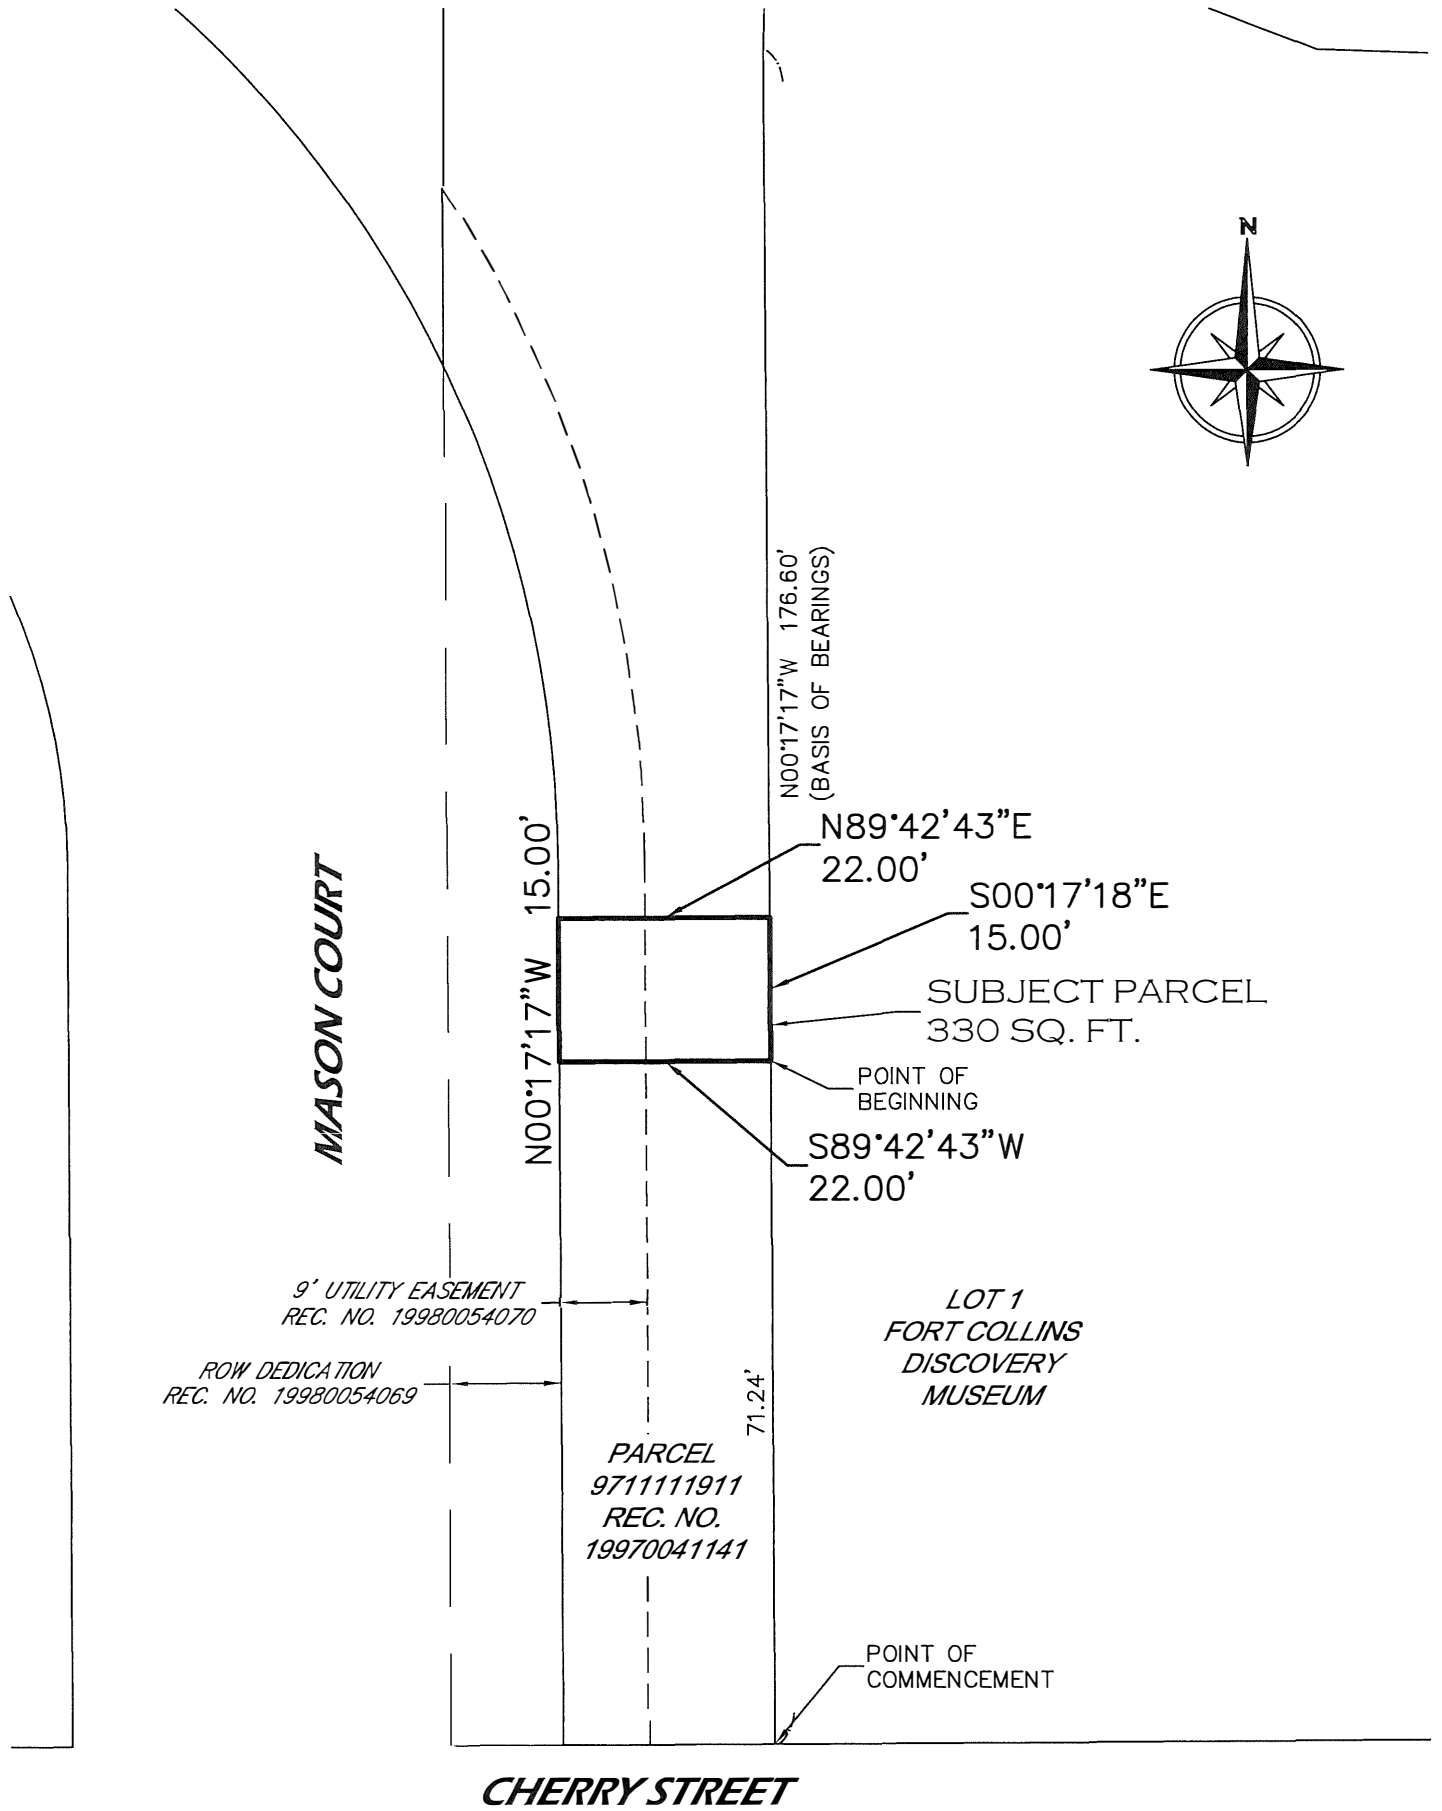 N
N00°17'17"W 176.60'
(BASIS OF BEARINGS)
N89°42'43"E
22.00'
N00°17'17"W 15.00'
S00°17'18"E
15.00'
MASON COURT
SUBJECT PARCEL
330 SQ. FT.
POINT OF
BEGINNING
S89°42'43"W
22.00'
9' UTILITY EASEMENT
REC. NO. 19980054070
LOT 1
FORT COLLINS
DISCOVERY
MUSEUM
ROW DEDICATION
REC. NO. 19980054069
71.24'
PARCEL
9711111911
REC. NO.
19970041141
POINT OF
COMMENCEMENT
CHERRY STREET